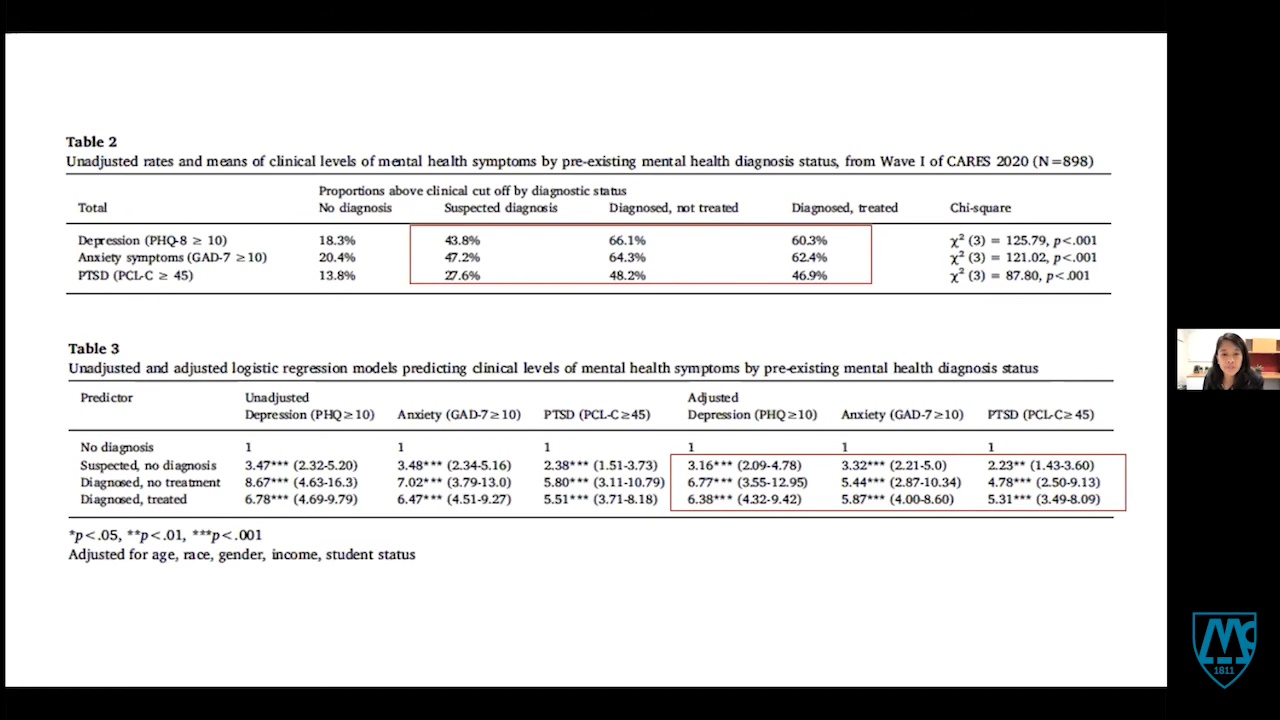 Table 2
Unadjusted rates and means of clinical levels of mental health symptoms by pre-existing mental health diagnosis status, from Wave I of CARES 2020 (N=898)
Proportions above clinical cut off by diagnostic status
Total No diagnosis Suspected diagnosis Diagnosed, not treated Diagnosed, treated Chi-square
Depression (PHQ-8 ≥ 10) 18.3% 43.8% 66.1% 60.3% χ² (3) = 125.79, p<.001
Anxiety symptoms (GAD-7 ≥10) 20.4% 47.2% 64.3% 62.4% χ² (3) = 121.02, p<.001
PTSD (PCL-C ≥ 45) 13.8% 27.6% 48.2% 46.9% χ² (3) = 87.80, p<.001
Table 3
Unadjusted and adjusted logistic regression models predicting clinical levels of mental health symptoms by pre-existing mental health diagnosis status
Predictor Unadjusted Adjusted
Depression (PHQ≥10) Anxiety (GAD-7≥10) PTSD (PCL-C≥45) Depression (PHQ≥10) Anxiety (GAD-7≥10) PTSD (PCL-C≥45)
No diagnosis 1 1 1 1 1 1
Suspected, no diagnosis 3.47*** (2.32-5.20) 3.48*** (2.34-5.16) 2.38*** (1.51-3.73) 3.16*** (2.09-4.78) 3.32*** (2.21-5.0) 2.23** (1.43-3.60)
Diagnosed, no treatment 8.67*** (4.63-16.3) 7.02*** (3.79-13.0) 5.80*** (3.11-10.79) 6.77*** (3.55-12.95) 5.44*** (2.87-10.34) 4.78*** (2.50-9.13)
Diagnosed, treated 6.78*** (4.69-9.79) 6.47*** (4.51-9.27) 5.51*** (3.71-8.18) 6.38*** (4.32-9.42) 5.87*** (4.00-8.60) 5.31*** (3.49-8.09)
*p<.05, **p<.01, ***p<.001
Adjusted for age, race, gender, income, student status
1811